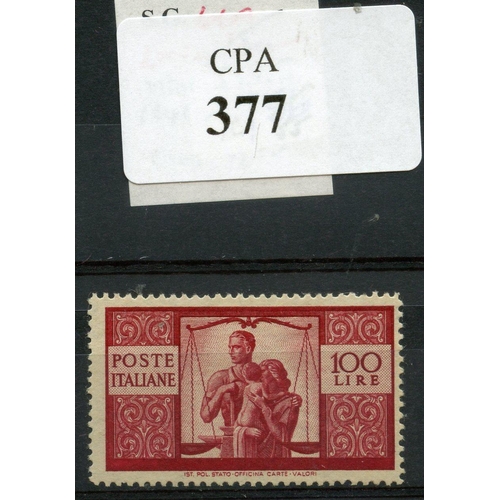 CPA
377
POSTE
ITALIANE
100
LIRE
IST. POL. STATO-OFFICINA CARTE-VALORI